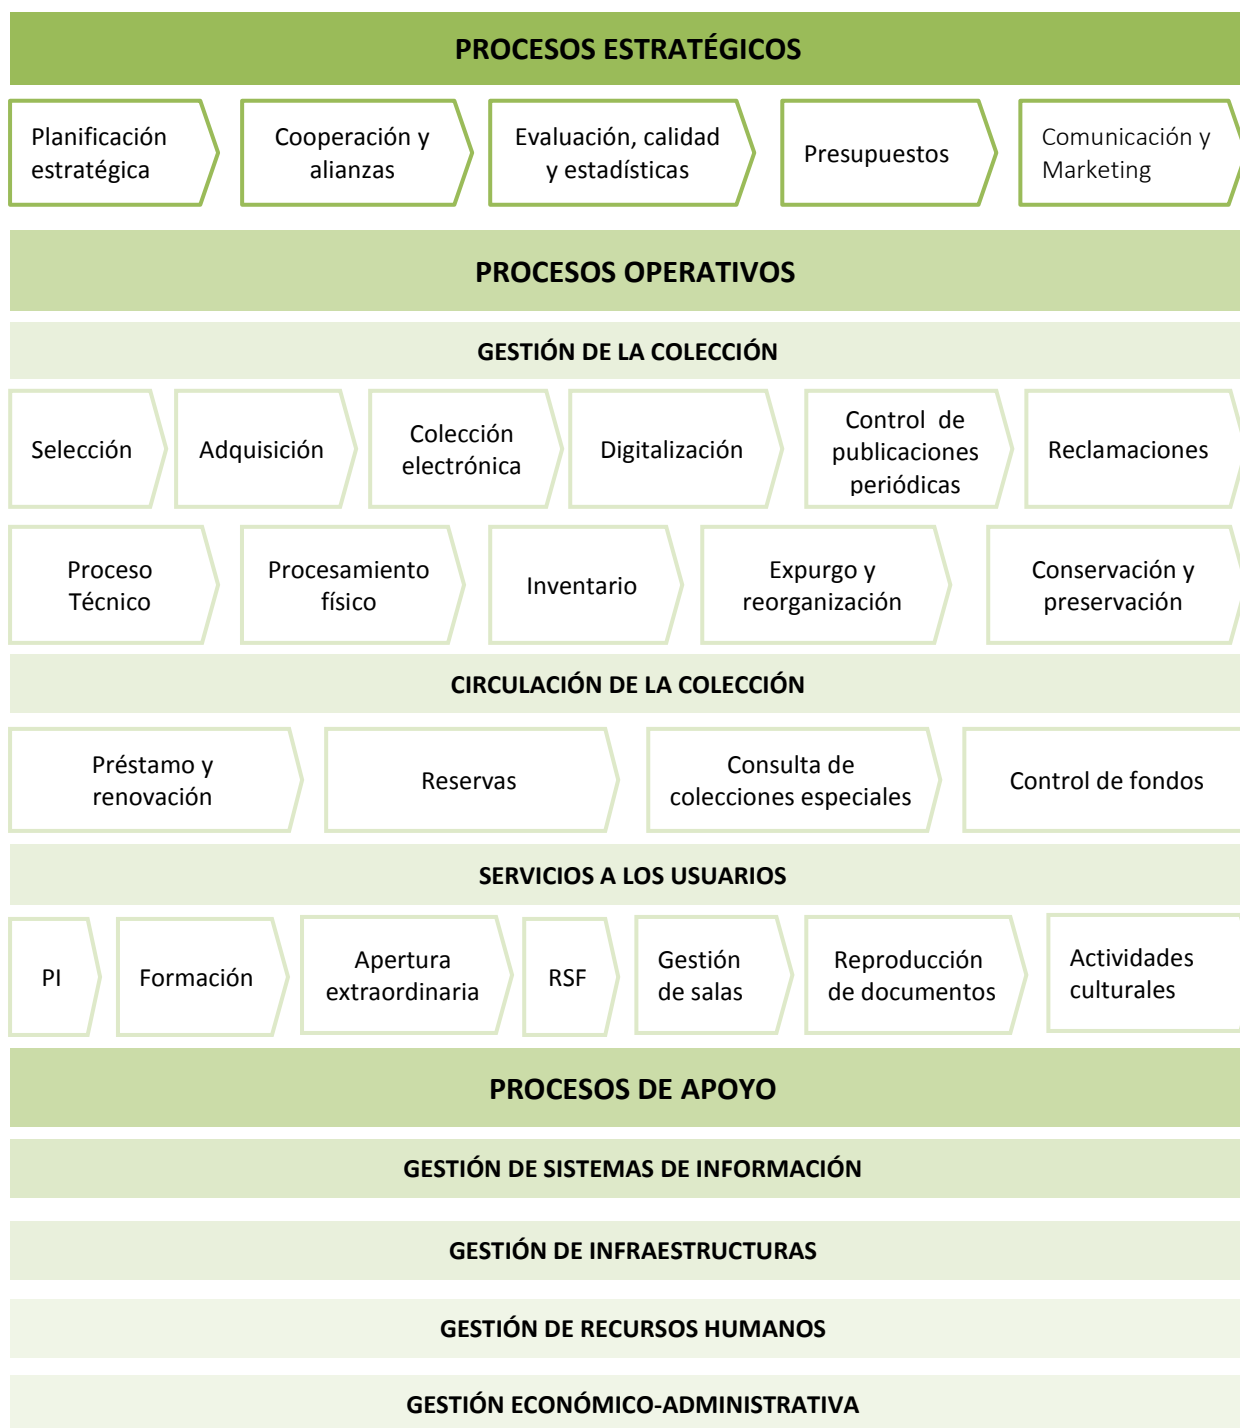 PROCESOS ESTRATÉGICOS
Planificación
estratégica
Cooperación y
alianzas
Evaluación, calidad
y estadísticas
Presupuestos
Comunicación y
Marketing
PROCESOS OPERATIVOS
GESTIÓN DE LA COLECCIÓN
Selección
Adquisición
Colección
electrónica
Digitalización
Control de
publicaciones
periódicas
Reclamaciones
Proceso
Técnico
Procesamiento
físico
Inventario
Expurgo y
reorganización
Conservación y
preservación
CIRCULACIÓN DE LA COLECCIÓN
Préstamo y
renovación
Reservas
Consulta de
colecciones especiales
Control de fondos
SERVICIOS A LOS USUARIOS
PI
Formación
Apertura
extraordinaria
RSF
Gestión
de salas
Reproducción
de documentos
Actividades
culturales
PROCESOS DE APOYO
GESTIÓN DE SISTEMAS DE INFORMACIÓN
GESTIÓN DE INFRAESTRUCTURAS
GESTIÓN DE RECURSOS HUMANOS
GESTIÓN ECONÓMICO-ADMINISTRATIVA